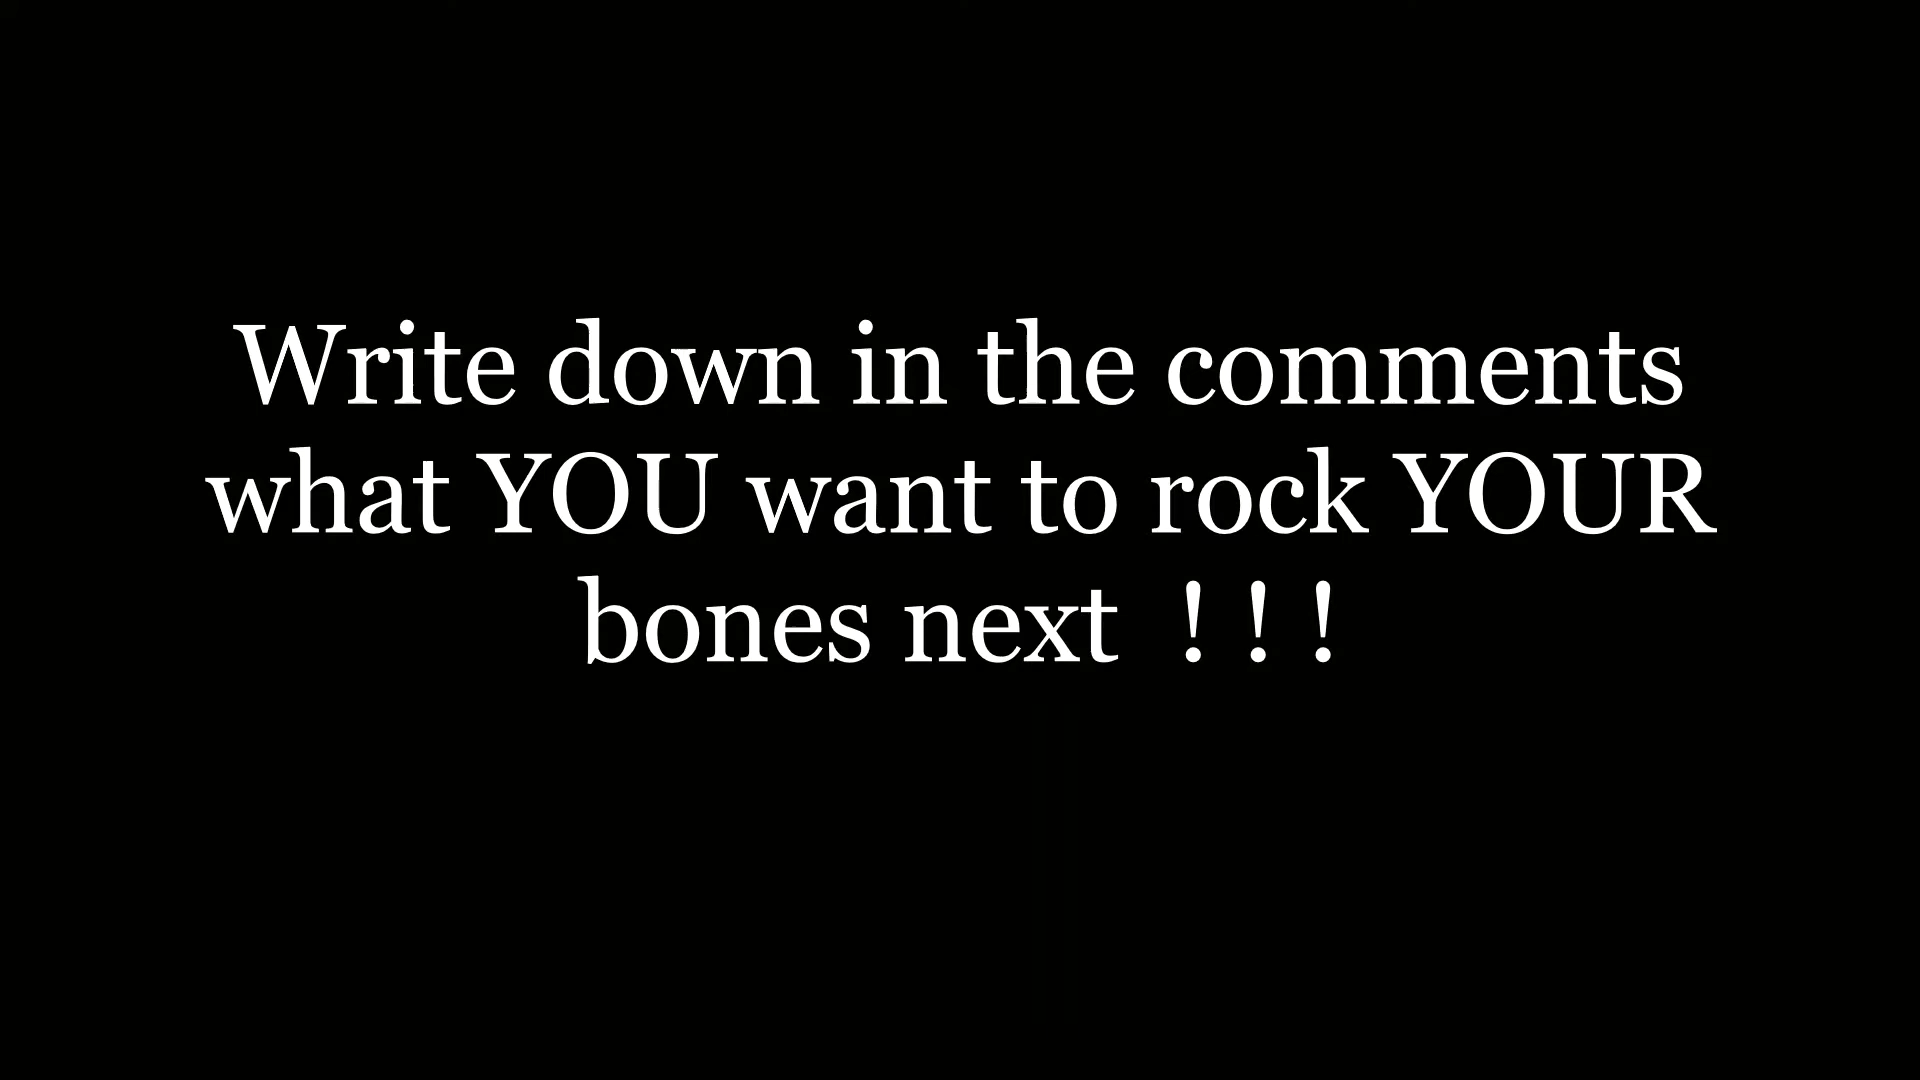 Write down in the comments
what YOU want to rock YOUR
bones next ! ! !